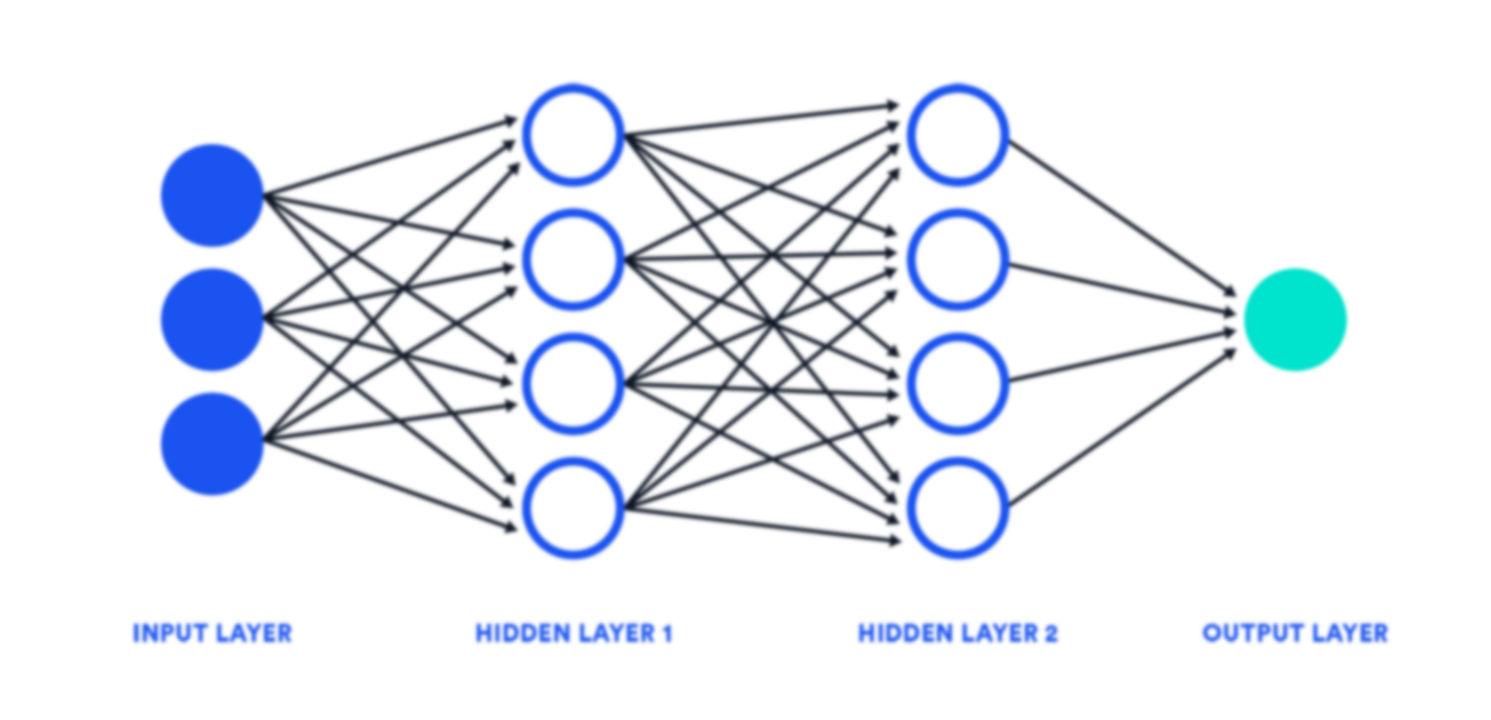 INPUT LAYER
HIDDEN LAYER 1
HIDDEN LAYER 2
OUTPUT LAYER